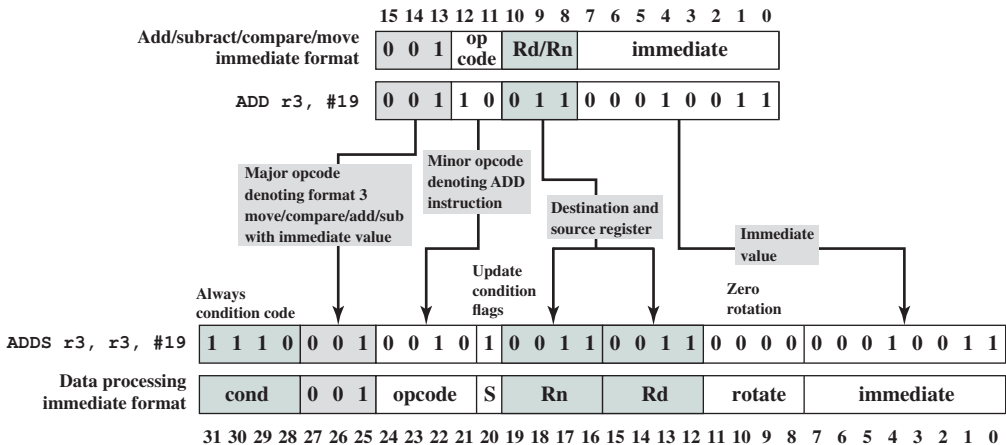 15 14 13 12 11 10 9 8 7 6 5 4 3 2 1 0
Add/subract/compare/move
immediate format
0 0 1
op
code
Rd/Rn
immediate
ADD r3, #19
0 0 1 1 0 0 1 1 0 0 0 1 0 0 1 1
Major opcode
denoting format 3
move/compare/add/sub
with immediate value
Minor opcode
denoting ADD
instruction
Destination and
source register
Immediate
value
Always
condition code
Update
condition
flags
Zero
rotation
ADDS r3, r3, #19
1 1 1 0 0 0 1 0 0 1 0 1 0 0 1 1 0 0 1 1 0 0 0 0 0 0 0 1 0 0 1 1
Data processing
immediate format
cond 0 0 1 opcode S Rn Rd rotate immediate
31 30 29 28 27 26 25 24 23 22 21 20 19 18 17 16 15 14 13 12 11 10 9 8 7 6 5 4 3 2 1 0